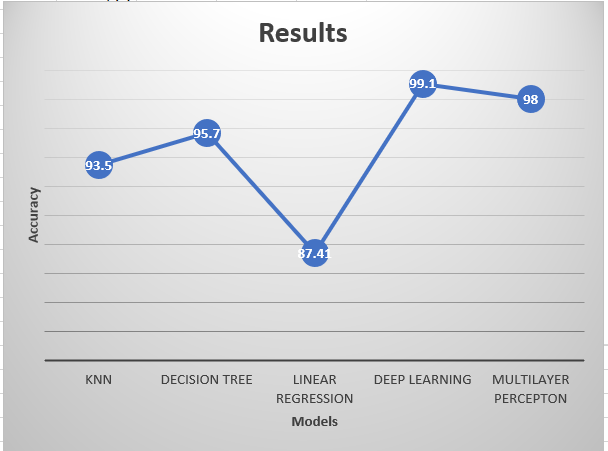 Results
99.1
98
95.7
93.5
87.41
Accuracy
KNN
DECISION TREE
LINEAR
REGRESSION
DEEP LEARNING
MULTILAYER
PERCEPTON
Models